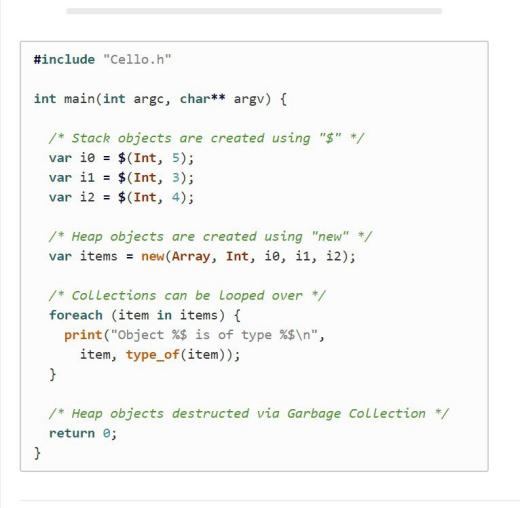 #include "Cello.h"
int main(int argc, char** argv) {
/* Stack objects are created using "$" */
var i0 = $(Int, 5);
var i1 = $(Int, 3);
var i2 = $(Int, 4);
/* Heap objects are created using "new" */
var items = new(Array, Int, i0, i1, i2);
/* Collections can be looped over */
foreach (item in items) {
print("Object %$ is of type %$\n",
item, type_of(item));
}
/* Heap objects destructed via Garbage Collection */
return 0;
}